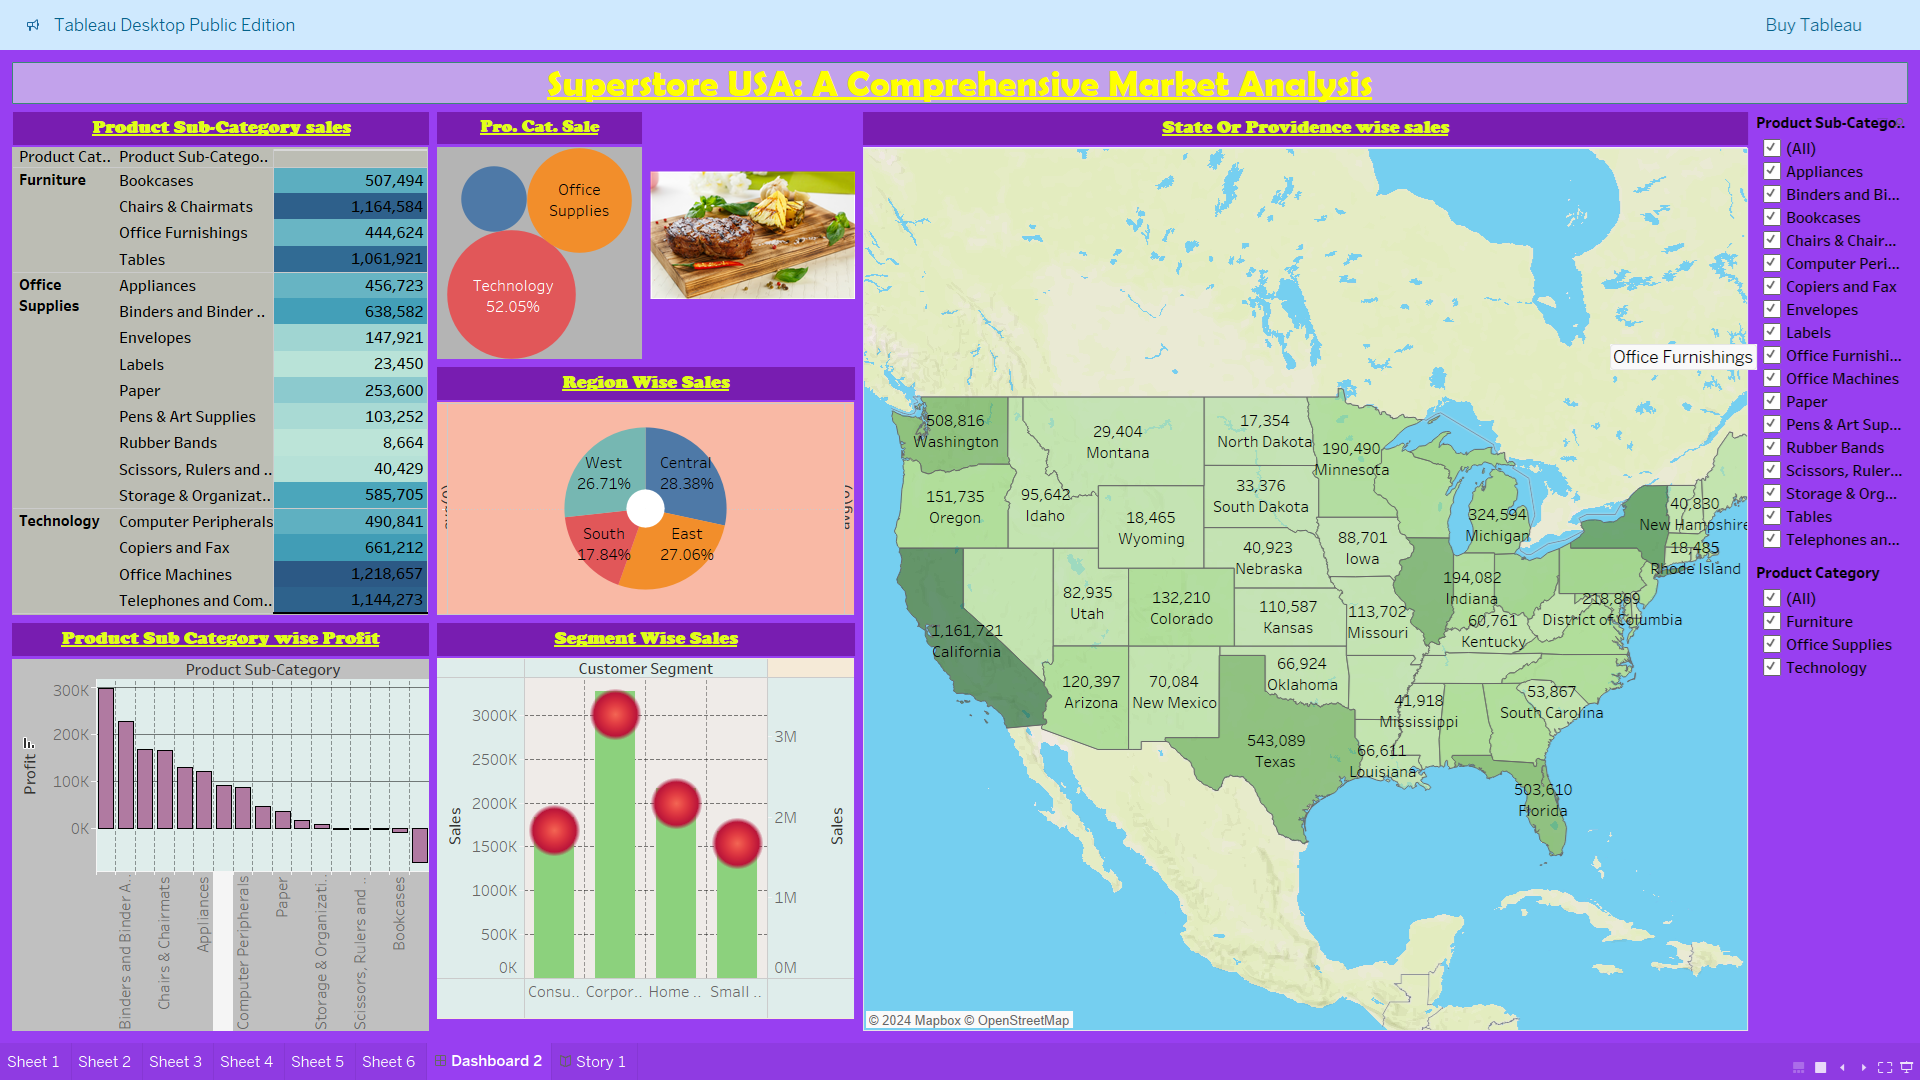 Tableau Desktop Public Edition
Buy Tableau
Superstore USA: A Comprehensive Market Analysis
Product Sub-Category sales
Product Cat.. Product Sub-Catego..
Furniture Bookcases 507,494
Chairs & Chairmats 1,164,584
Office Furnishings 444,624
Tables 1,061,921
Office Supplies Appliances 456,723
Binders and Binder .. 638,582
Envelopes 147,921
Labels 23,450
Paper 253,600
Pens & Art Supplies 103,252
Rubber Bands 8,664
Scissors, Rulers and .. 40,429
Storage & Organizat.. 585,705
Technology Computer Peripherals 490,841
Copiers and Fax 661,212
Office Machines 1,218,657
Telephones and Com.. 1,144,273
Pro. Cat. Sale
Office
Supplies
Technology
52.05%
Region Wise Sales
West
26.71%
Central
28.38%
South
17.84%
East
27.06%
Product Sub Category wise Profit
Product Sub-Category
Profit
300K
200K
100K
0K
Binders and Binder A..
Chairs & Chairmats
Appliances
Computer Peripherals
Paper
Storage & Organizati..
Scissors, Rulers and ..
Bookcases
Segment Wise Sales
Customer Segment
Sales
3000K
2500K
2000K
1500K
1000K
500K
0K
3M
2M
1M
0M
Sales
Consu.. Corpor.. Home .. Small ..
State Or Providence wise sales
508,816
Washington
29,404
Montana
17,354
North Dakota
190,490
Minnesota
151,735
Oregon
95,642
Idaho
18,465
Wyoming
33,376
South Dakota
40,923
Nebraska
88,701
Iowa
324,594
Michigan
40,830
New Hampshire
18,485
Rhode Island
82,935
Utah
132,210
Colorado
110,587
Kansas
113,702
Missouri
194,082
Indiana
60,761
Kentucky
218,869
District of Columbia
1,161,721
California
120,397
Arizona
70,084
New Mexico
66,924
Oklahoma
41,918
Mississippi
53,867
South Carolina
543,089
Texas
66,611
Louisiana
503,610
Florida
Office Furnishings
© 2024 Mapbox © OpenStreetMap
Product Sub-Catego..
(All)
Appliances
Binders and Bi...
Bookcases
Chairs & Chair...
Computer Peri...
Copiers and Fax
Envelopes
Labels
Office Furnishi...
Office Machines
Paper
Pens & Art Sup...
Rubber Bands
Scissors, Ruler...
Storage & Org...
Tables
Telephones an...
Product Category
(All)
Furniture
Office Supplies
Technology
Sheet 1 Sheet 2 Sheet 3 Sheet 4 Sheet 5 Sheet 6 Dashboard 2 Story 1